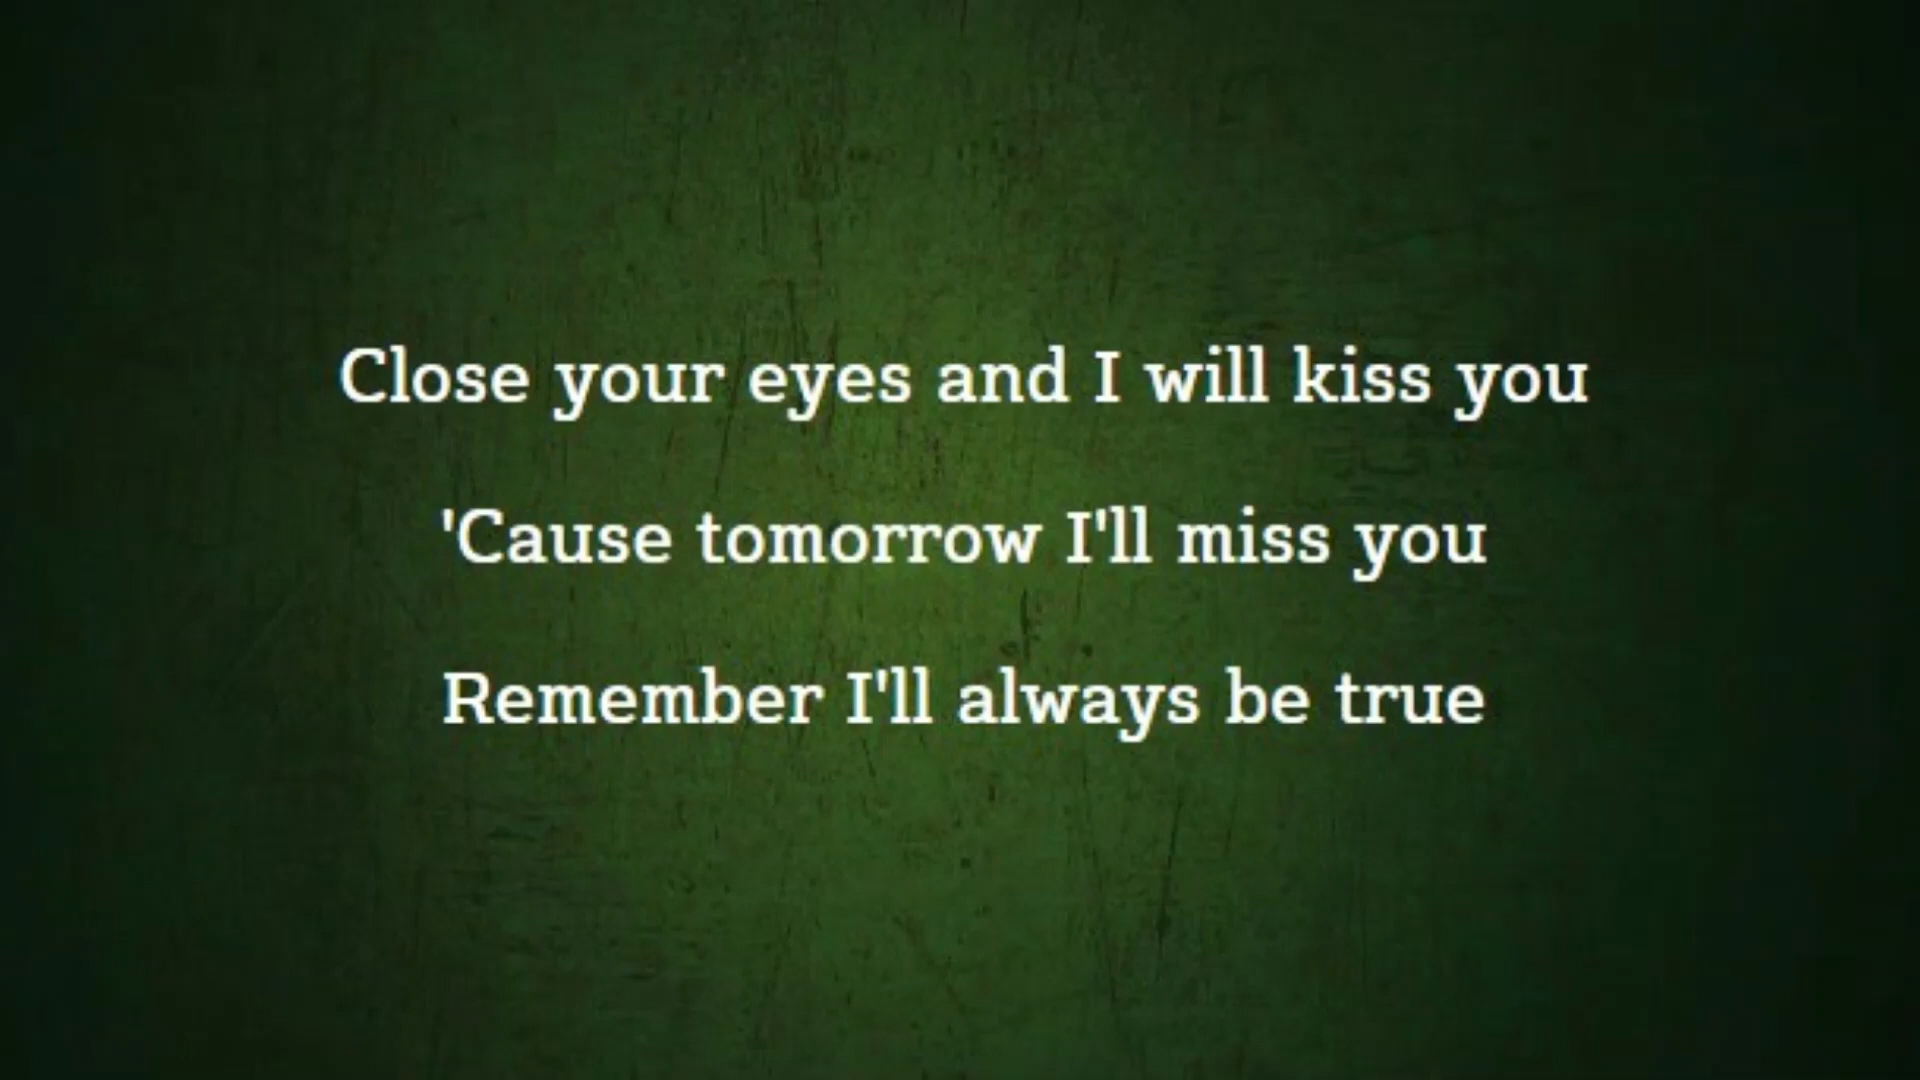 Close your eyes and I will kiss you
'Cause tomorrow I'll miss you
Remember I'll always be true